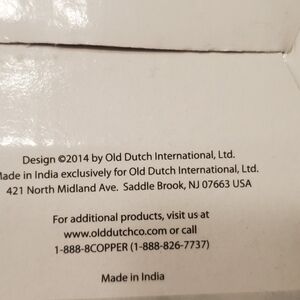 Design ©2014 by Old Dutch International, Ltd.
Made in India exclusively for Old Dutch International, Ltd.
421 North Midland Ave. Saddle Brook, NJ 07663 USA
For additional products, visit us at
www.olddutchco.com or call
1-888-8COPPER (1-888-826-7737)
Made in India